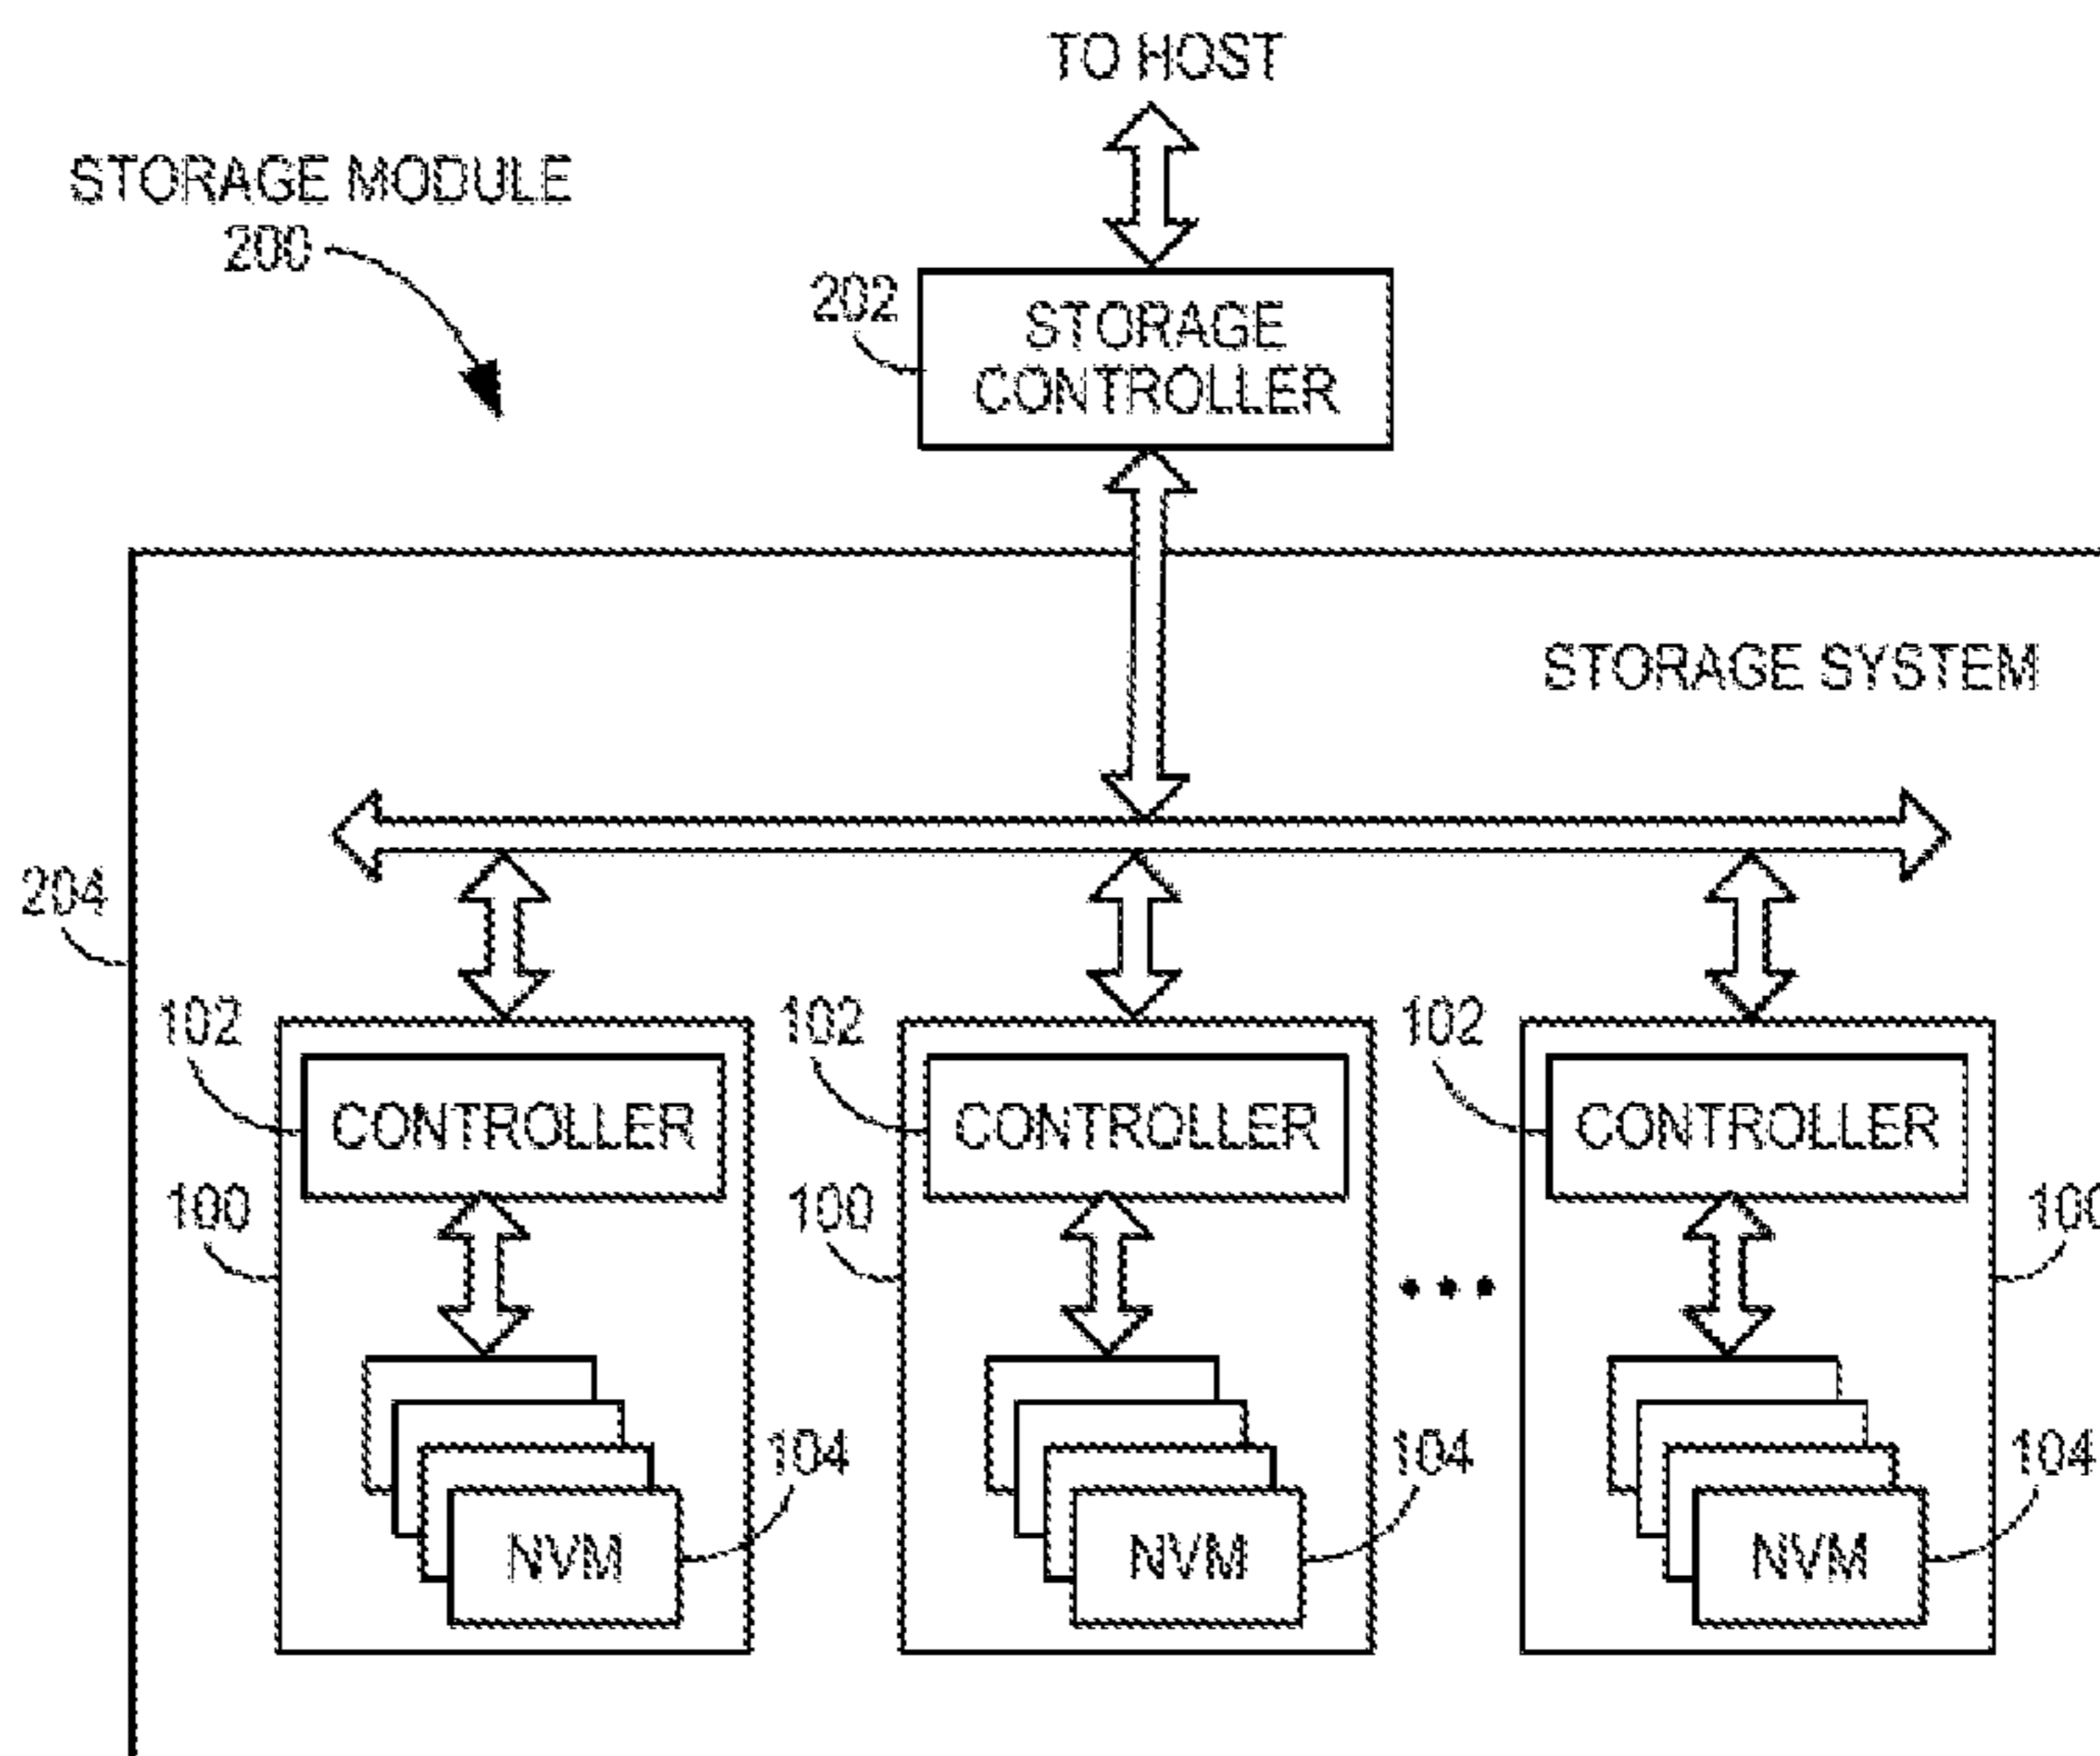 TO HOST
STORAGE MODULE
200
202
STORAGE
CONTROLLER
STORAGE SYSTEM
204
102
102
102
CONTROLLER
CONTROLLER
CONTROLLER
100
100
100
104
104
104
NVM
NVM
NVM